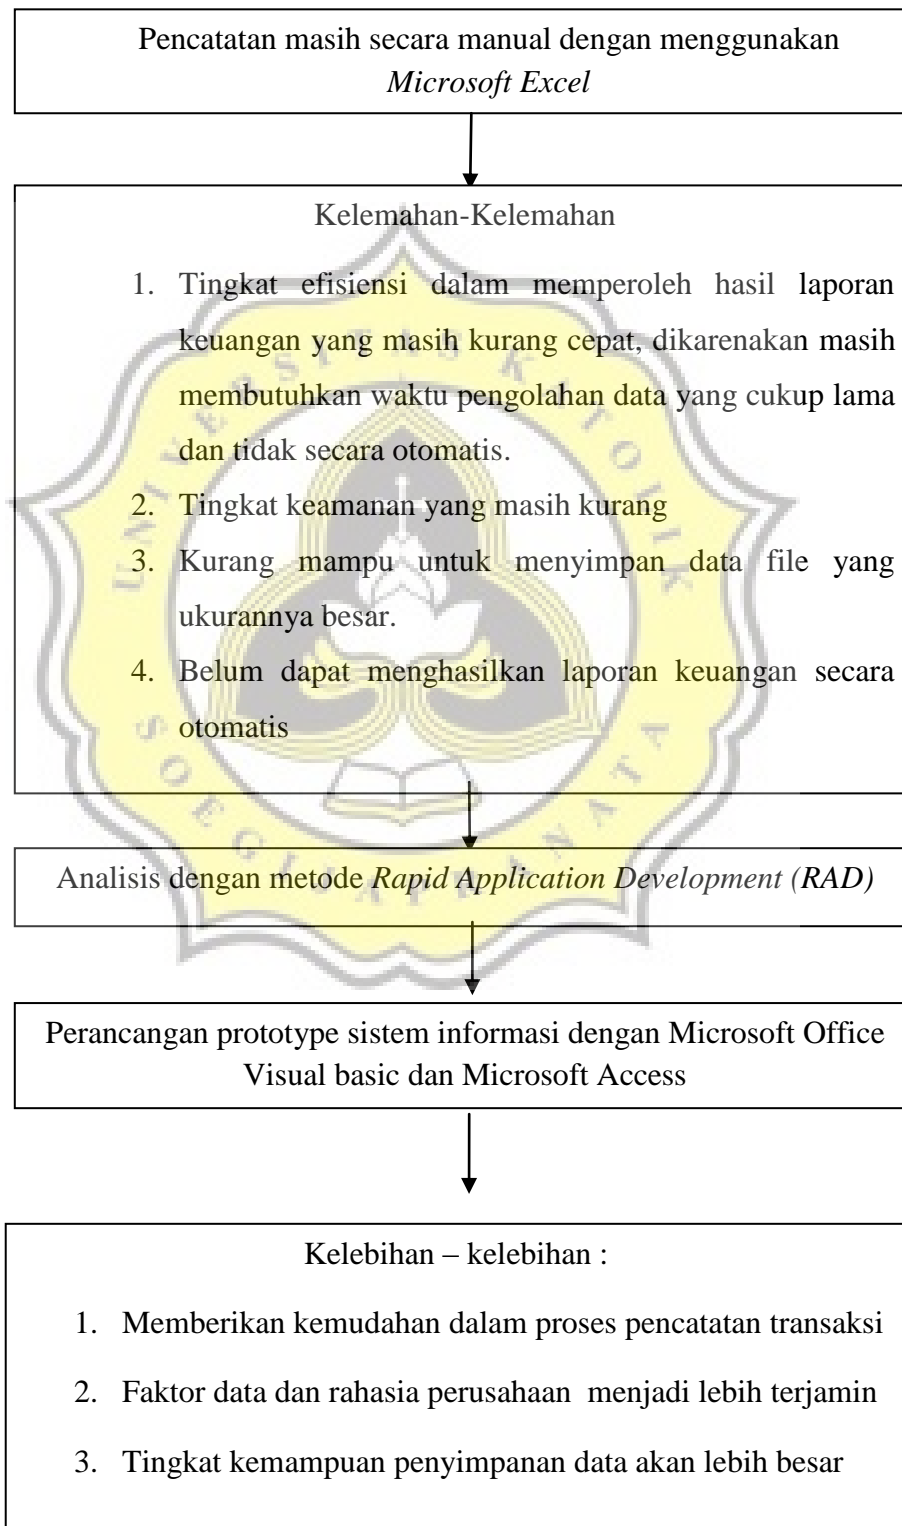 Pencatatan masih secara manual dengan menggunakan
Microsoft Excel
Kelemahan-Kelemahan
1. Tingkat efisiensi dalam memperoleh hasil laporan
keuangan yang masih kurang cepat, dikarenakan masih
membutuhkan waktu pengolahan data yang cukup lama
dan tidak secara otomatis.
2. Tingkat keamanan yang masih kurang
3. Kurang mampu untuk menyimpan data file yang
ukurannya besar.
4. Belum dapat menghasilkan laporan keuangan secara
otomatis
Analisis dengan metode Rapid Application Development (RAD)
Perancangan prototype sistem informasi dengan Microsoft Office
Visual basic dan Microsoft Access
Kelebihan – kelebihan :
1. Memberikan kemudahan dalam proses pencatatan transaksi
2. Faktor data dan rahasia perusahaan  menjadi lebih terjamin
3. Tingkat kemampuan penyimpanan data akan lebih besar
UNIVERSITAS KATOLIK
SOEGIJAPRANATA